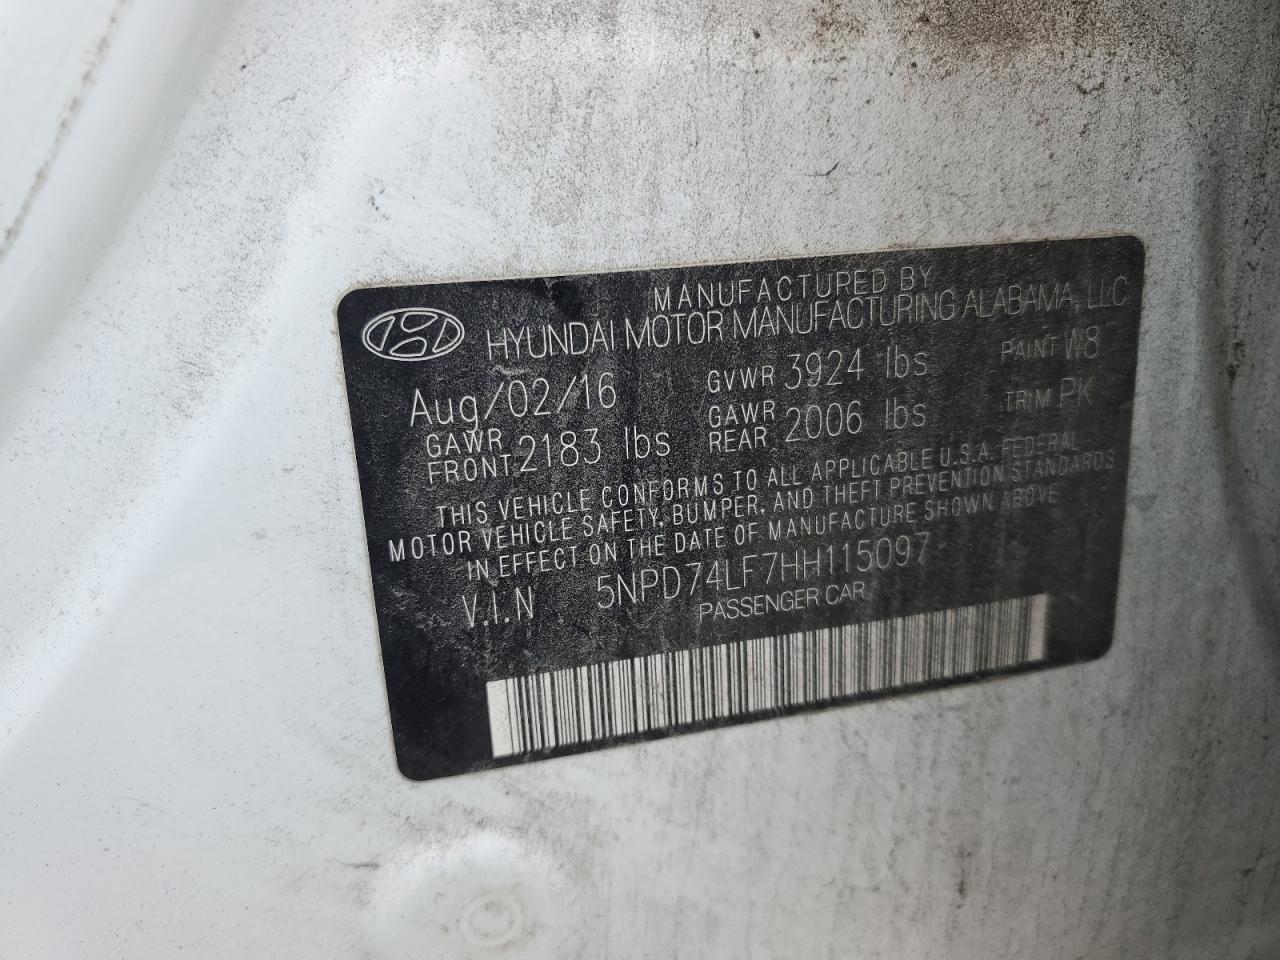 MANUFACTURED BY
HYUNDAI MOTOR MANUFACTURING ALABAMA, LLC
Aug/02/16 GVWR 3924 lbs PAINT W8
GAWR FRONT 2183 lbs GAWR REAR 2006 lbs TRIM PK
THIS VEHICLE CONFORMS TO ALL APPLICABLE U.S.A. FEDERAL
MOTOR VEHICLE SAFETY, BUMPER, AND THEFT PREVENTION STANDARDS
IN EFFECT ON THE DATE OF MANUFACTURE SHOWN ABOVE
V.I.N 5NPD74LF7HH115097
PASSENGER CAR